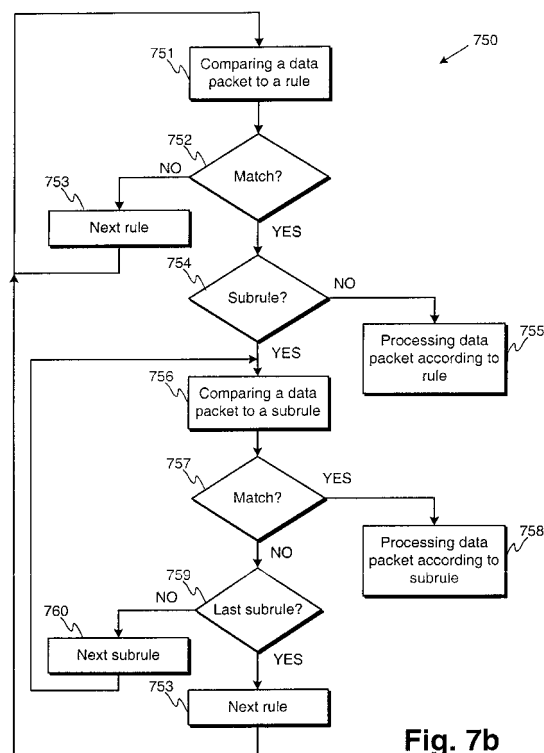 750
751
Comparing a data
packet to a rule
752
Match?
NO
753
Next rule
YES
754
Subrule?
NO
755
Processing data
packet according to
rule
YES
756
Comparing a data
packet to a subrule
757
Match?
YES
758
Processing data
packet according to
subrule
NO
759
Last subrule?
NO
760
Next subrule
YES
753
Next rule
Fig. 7b